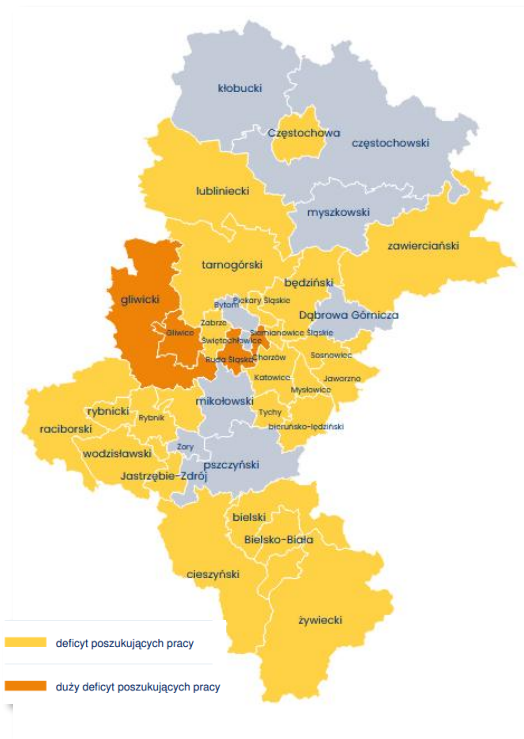 kłobucki
Częstochowa
częstochowski
lubliniecki
myszkowski
zawierciański
tarnogórski
będziński
gliwicki
Piekary Śląskie
Bytom
Dąbrowa Górnicza
Zabrze
Gliwice
Siemianowice Śląskie
Świętochłowice
Sosnowiec
Ruda Śląska
Chorzów
Katowice
Jaworzno
Mysłowice
mikołowski
rybnicki
Rybnik
Tychy
bieruńsko-lędziński
raciborski
Żory
wodzisławski
pszczyński
Jastrzębie-Zdrój
bielski
Bielsko-Biała
cieszyński
żywiecki
deficyt poszukujących pracy
duży deficyt poszukujących pracy